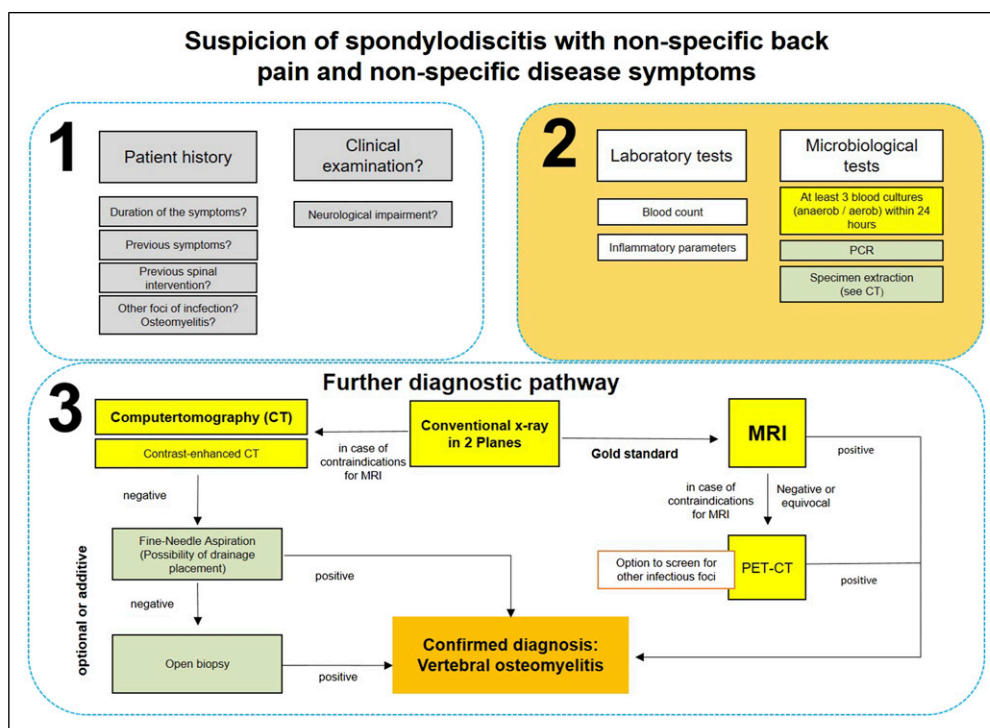 Suspicion of spondylodiscitis with non-specific back
pain and non-specific disease symptoms
1
Patient history
Clinical
examination?
Duration of the symptoms?
Neurological impairment?
Previous symptoms?
Previous spinal
intervention?
Other foci of incfection?
Osteomyelitis?
2
Laboratory tests
Microbiological
tests
Blood count
Inflammatory parameters
At least 3 blood cultures
(anaerob / aerob) within 24
hours
PCR
Specimen extraction
(see CT)
3
Further diagnostic pathway
Computertomography (CT)
Contrast-enhanced CT
in case of
contraindications
for MRI
Conventional x-ray
in 2 Planes
Gold standard
MRI
positive
negative
in case of
contraindications
for MRI
Negative or
equivocal
Fine-Needle Aspiration
(Possibility of drainage
placement)
positive
Option to screen for
other infectious foci
PET-CT
positive
optional or additive
negative
Open biopsy
positive
Confirmed diagnosis:
Vertebral osteomyelitis